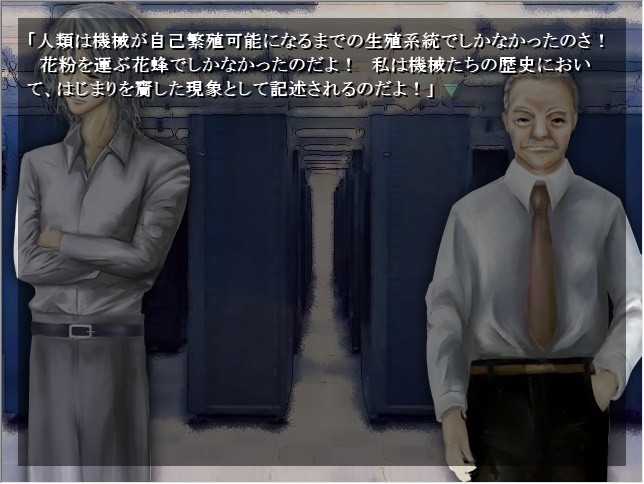 「人類は機械が自己繁殖可能になるまでの生殖系統でしかなかったのさ！
花粉を運ぶ花蜂でしかなかったのだよ！　私は機械たちの歴史におい
て、はじまりを齎した現象として記述されるのだよ！」